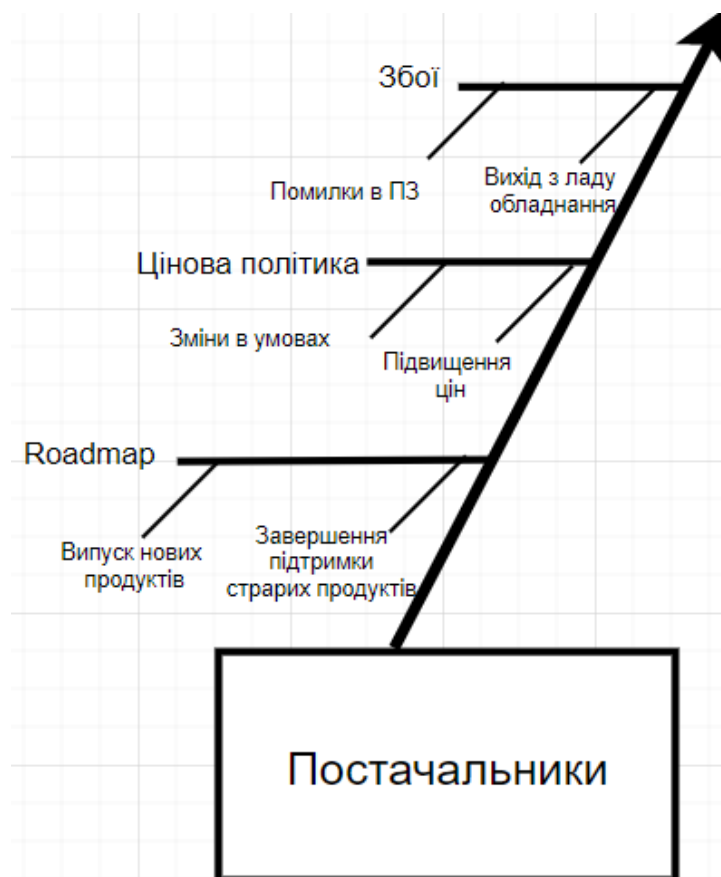 Збої
Помилки в ПЗ
Вихід з ладу
обладнання
Цінова політика
Зміни в умовах
Підвищення
цін
Roadmap
Випуск нових
продуктів
Завершення
підтримки
страрих продуктів
Постачальники